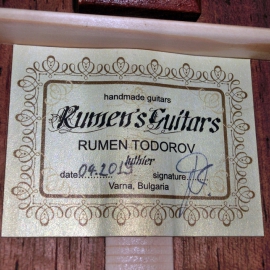 handmade guitars
Rumen's Guitars
RUMEN TODOROV
luthier
date 04.2015 signature
Varna, Bulgaria